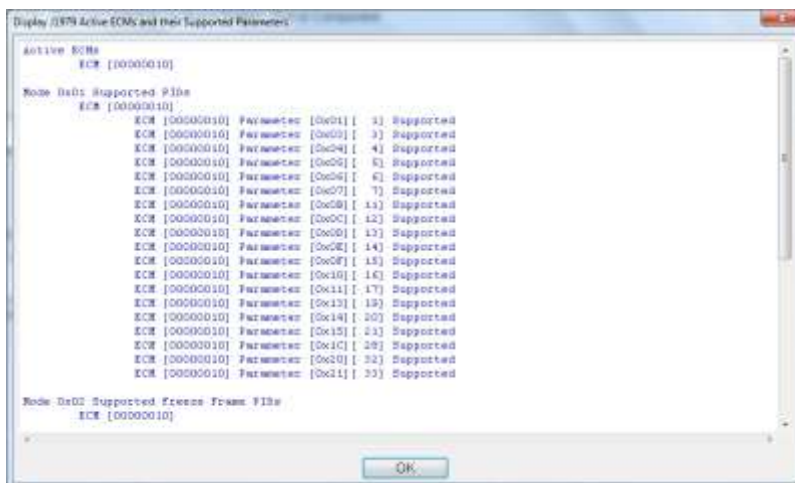 Display J1979 Active ECMs and their Supported Parameters
Active ECMs
ECM [00000010]
Mode 0x01 Supported PIDs
ECM [00000010]
ECM [00000010] Parameter [0x01][ 1] Supported
ECM [00000010] Parameter [0x03][ 3] Supported
ECM [00000010] Parameter [0x04][ 4] Supported
ECM [00000010] Parameter [0x05][ 5] Supported
ECM [00000010] Parameter [0x06][ 6] Supported
ECM [00000010] Parameter [0x07][ 7] Supported
ECM [00000010] Parameter [0x0B][ 11] Supported
ECM [00000010] Parameter [0x0C][ 12] Supported
ECM [00000010] Parameter [0x0D][ 13] Supported
ECM [00000010] Parameter [0x0E][ 14] Supported
ECM [00000010] Parameter [0x0F][ 15] Supported
ECM [00000010] Parameter [0x10][ 16] Supported
ECM [00000010] Parameter [0x11][ 17] Supported
ECM [00000010] Parameter [0x13][ 19] Supported
ECM [00000010] Parameter [0x14][ 20] Supported
ECM [00000010] Parameter [0x15][ 21] Supported
ECM [00000010] Parameter [0x1C][ 28] Supported
ECM [00000010] Parameter [0x20][ 32] Supported
ECM [00000010] Parameter [0x21][ 33] Supported
Mode 0x02 Supported Freeze Frame PIDs
ECM [00000010]
OK